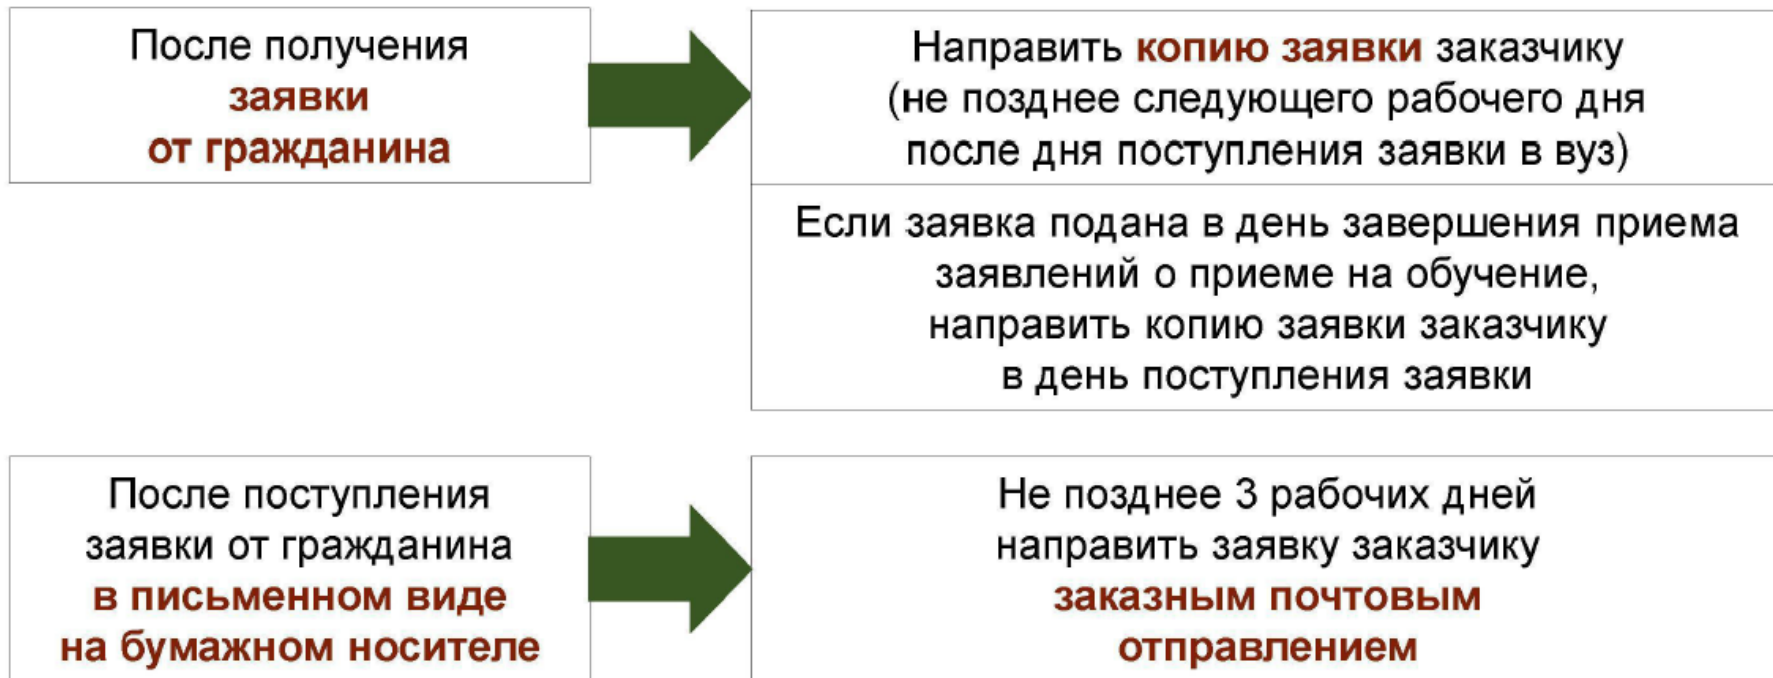 После получения
заявки
от гражданина
Направить копию заявки заказчику
(не позднее следующего рабочего дня
после дня поступления заявки в вуз)
Если заявка подана в день завершения приема
заявлений о приеме на обучение,
направить копию заявки заказчику
в день поступления заявки
После поступления
заявки от гражданина
в письменном виде
на бумажном носителе
Не позднее 3 рабочих дней
направить заявку заказчику
заказным почтовым
отправлением